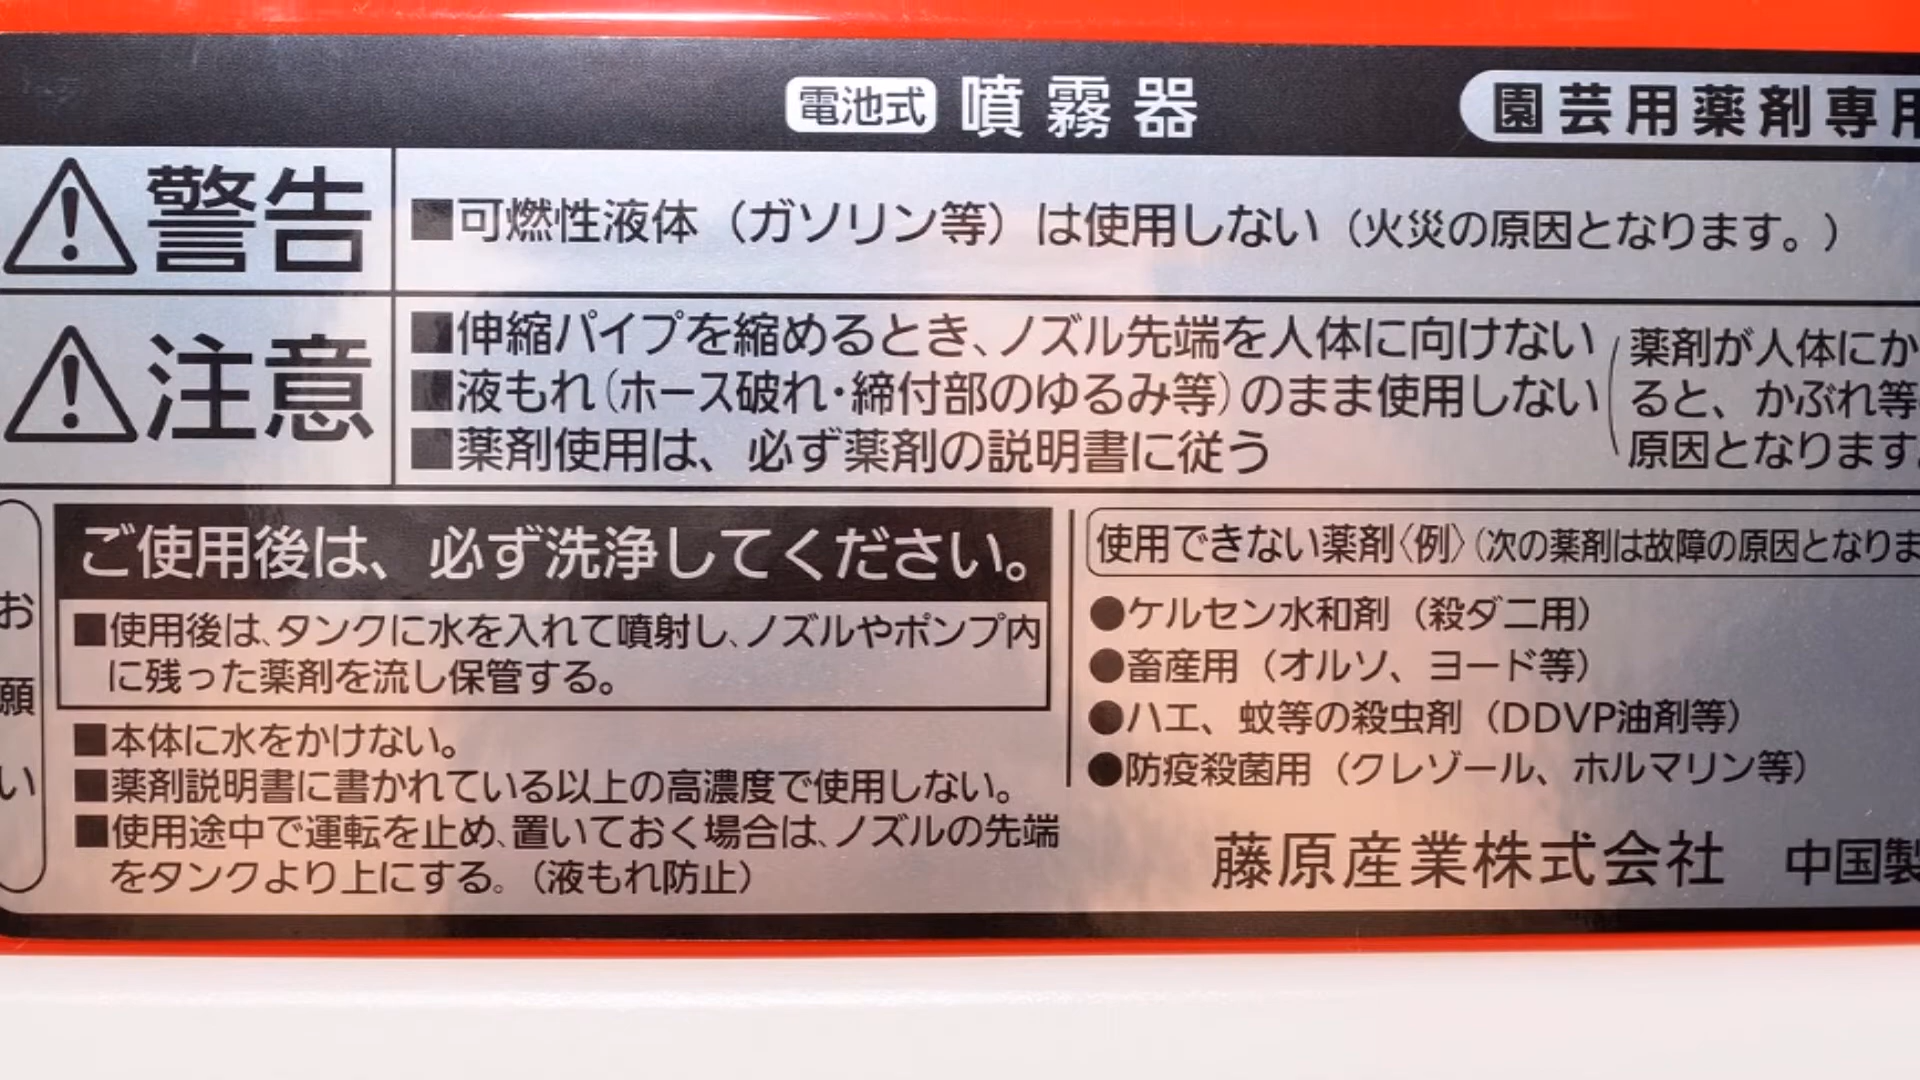 電池式 噴霧器
園芸用薬剤専用
警告
■可燃性液体（ガソリン等）は使用しない（火災の原因となります。）
注意
■伸縮パイプを縮めるとき、ノズル先端を人体に向けない
■液もれ（ホース破れ・締付部のゆるみ等）のまま使用しない
■薬剤使用は、必ず薬剤の説明書に従う
薬剤が人体にか
ると、かぶれ等
原因となります。
お願い
ご使用後は、必ず洗浄してください。
■使用後は、タンクに水を入れて噴射し、ノズルやポンプ内
に残った薬剤を流し保管する。
■本体に水をかけない。
■薬剤説明書に書かれている以上の高濃度で使用しない。
■使用途中で運転を止め、置いておく場合は、ノズルの先端
をタンクより上にする。（液もれ防止）
使用できない薬剤〈例〉（次の薬剤は故障の原因となりま
●ケルセン水和剤（殺ダニ用）
●畜産用（オルソ、ヨード等）
●ハエ、蚊等の殺虫剤（DDVP油剤等）
●防疫殺菌用（クレゾール、ホルマリン等）
藤原産業株式会社 中国製